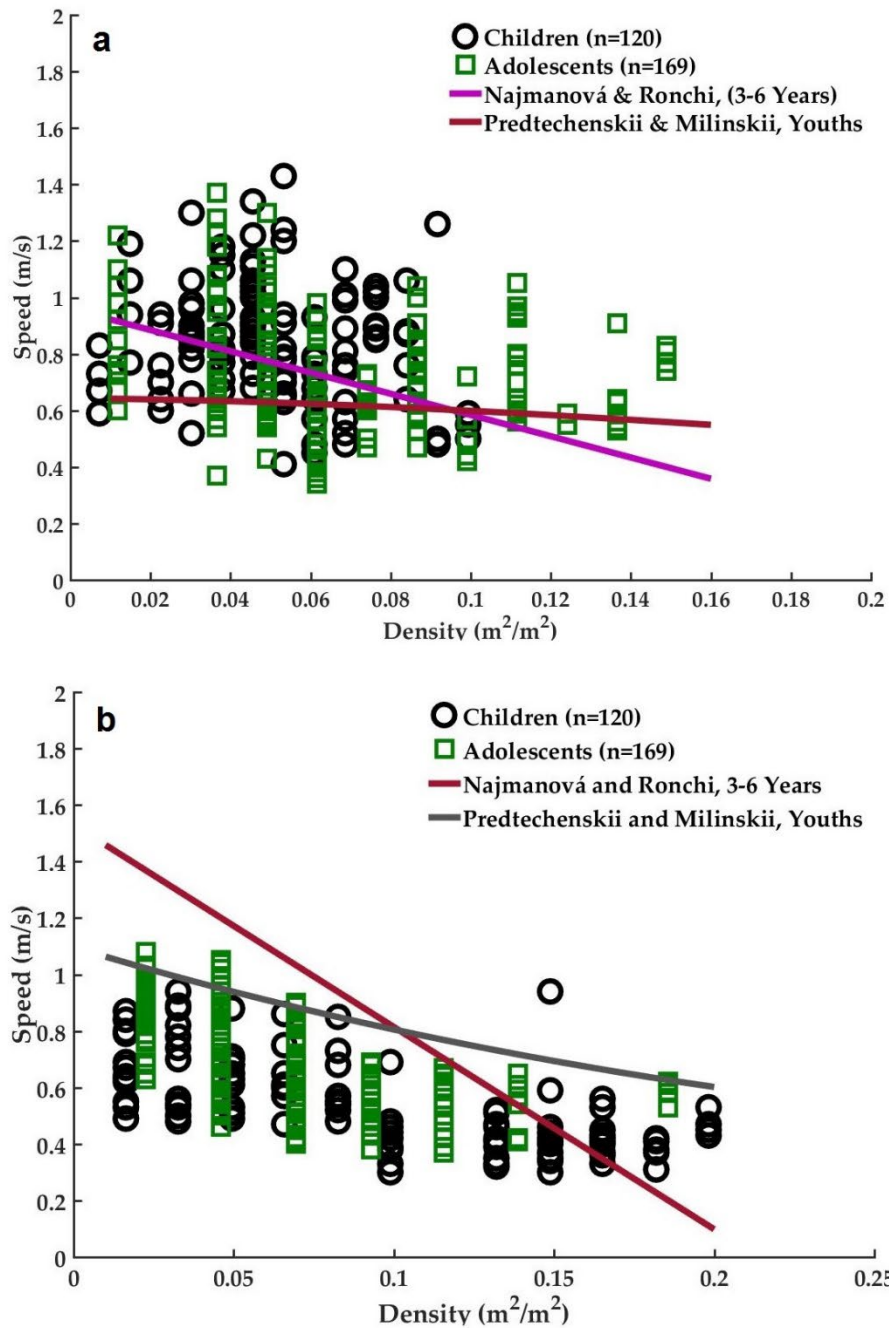 a
Children (n=120)
Adolescents (n=169)
Najmanová & Ronchi, (3-6 Years)
Predtechenskii & Milinskii, Youths
Speed (m/s)
2
1.8
1.6
1.4
1.2
1
0.8
0.6
0.4
0.2
0
0 0.02 0.04 0.06 0.08 0.1 0.12 0.14 0.16 0.18 0.2
Density (m²/m²)
b
Children (n=120)
Adolescents (n=169)
Najmanová and Ronchi, 3-6 Years
Predtechenskii and Milinskii, Youths
Speed (m/s)
2
1.8
1.6
1.4
1.2
1
0.8
0.6
0.4
0.2
0
0 0.05 0.1 0.15 0.2 0.25
Density (m²/m²)